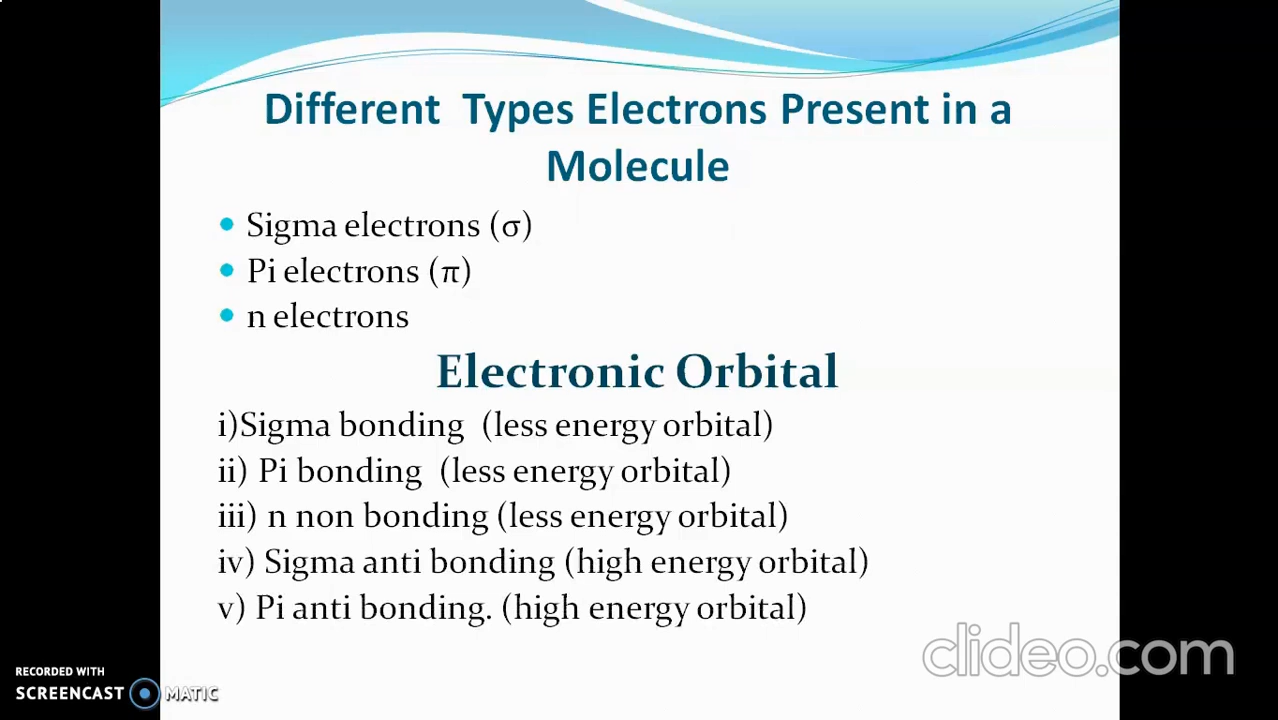 Different Types Electrons Present in a
Molecule
Sigma electrons (σ)
Pi electrons (π)
n electrons
Electronic Orbital
i)Sigma bonding (less energy orbital)
ii) Pi bonding (less energy orbital)
iii) n non bonding (less energy orbital)
iv) Sigma anti bonding (high energy orbital)
v) Pi anti bonding. (high energy orbital)
clideo.com
RECORDED WITH
SCREENCAST MATIC